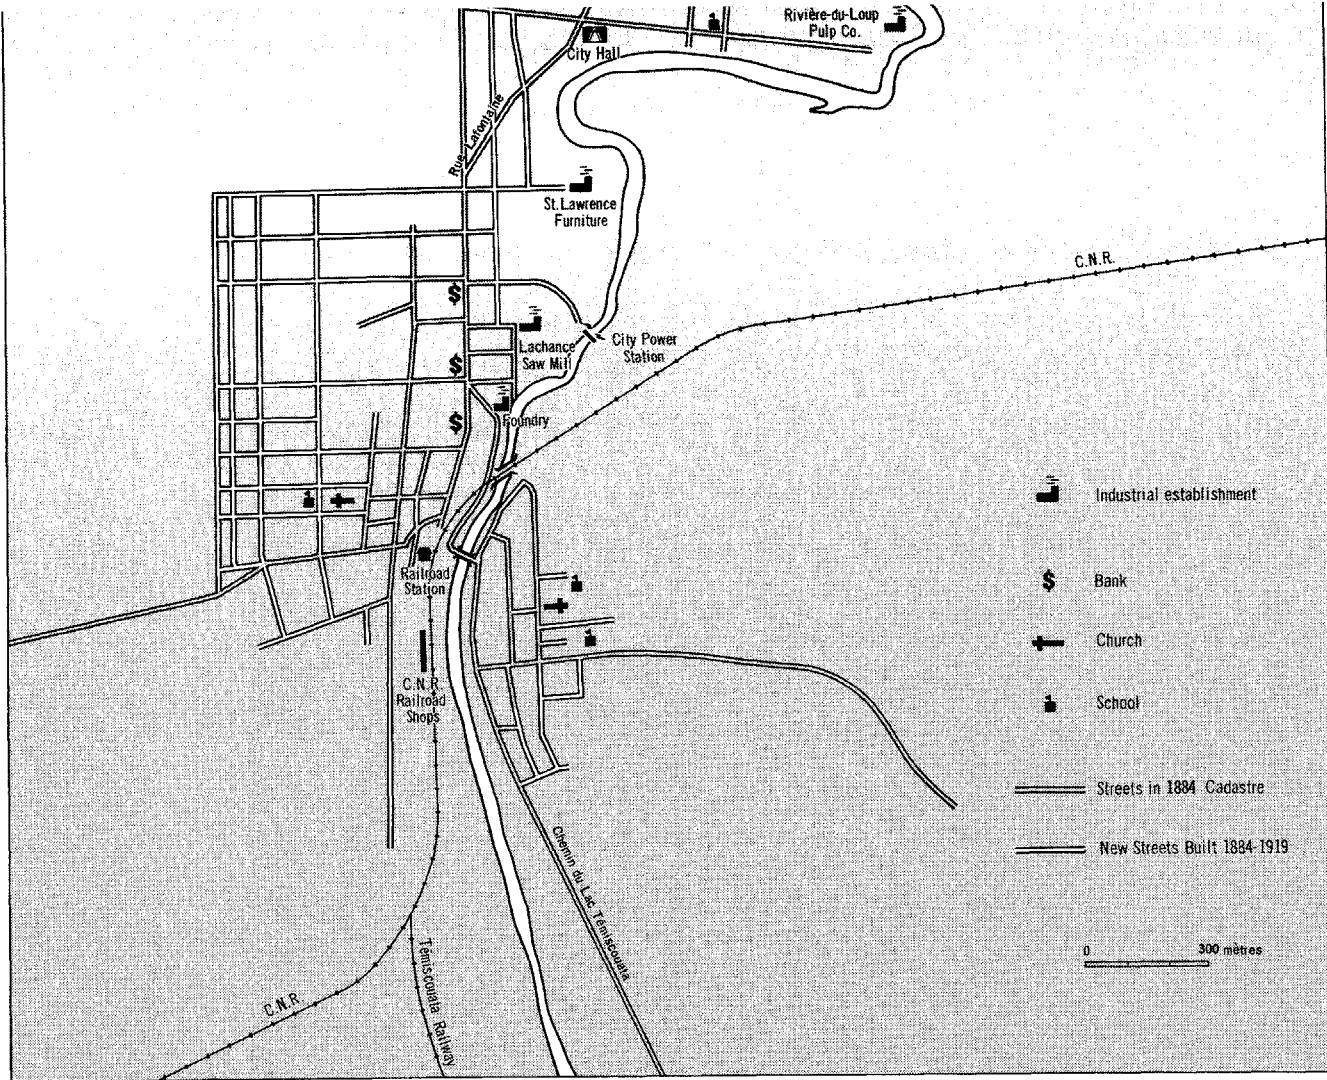 Rivière-du-Loup
Pulp Co.
City Hall
Rue Lafontaine
St. Lawrence
Furniture
C.N.R.
$
Lachance
Saw Mill
City Power
Station
$
Foundry
$
Railroad
Station
C.N.R.
Railroad
Shops
Chemin du Lac Témiscouata
Témiscouata Railway
C.N.R
Industrial establishment
$ Bank
Church
School
Streets in 1884 Cadastre
New Streets Built 1884-1919
0 300 mètres